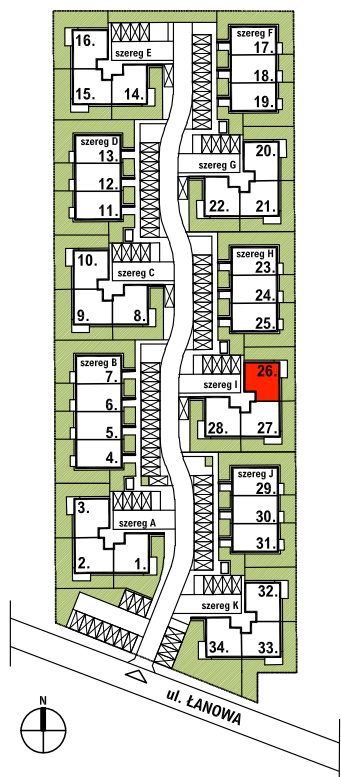 16.
szereg E
15.
14.
szereg F
17.
18.
19.
szereg D
13.
12.
11.
20.
szereg G
22.
21.
10.
szereg C
9.
8.
szereg H
23.
24.
25.
szereg B
7.
6.
5.
4.
26.
szereg I
28.
27.
3.
szereg A
2.
1.
szereg J
29.
30.
31.
32.
szereg K
34.
33.
ul. ŁANOWA
N